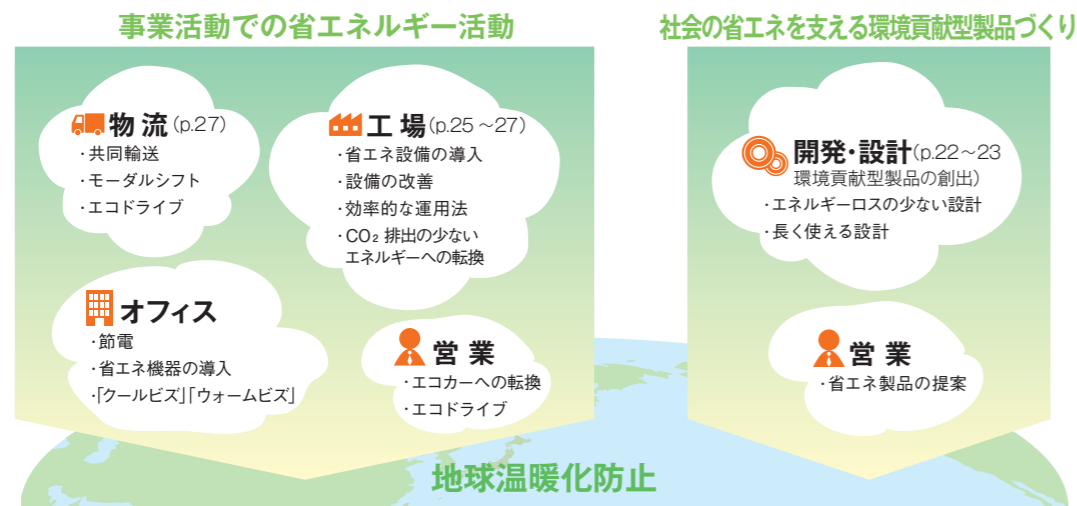 事業活動での省エネルギー活動
物 流(p.27)
・共同輸送
・モーダルシフト
・エコドライブ
工 場(p.25～27)
・省エネ設備の導入
・設備の改善
・効率的な運用法
・CO₂ 排出の少ない
エネルギーへの転換
オフィス
・節電
・省エネ機器の導入
・「クールビズ」「ウォームビズ」
営 業
・エコカーへの転換
・エコドライブ
社会の省エネを支える環境貢献型製品づくり
開発・設計(p.22～23
環境貢献型製品の創出)
・エネルギーロスの少ない設計
・長く使える設計
営 業
・省エネ製品の提案
地球温暖化防止